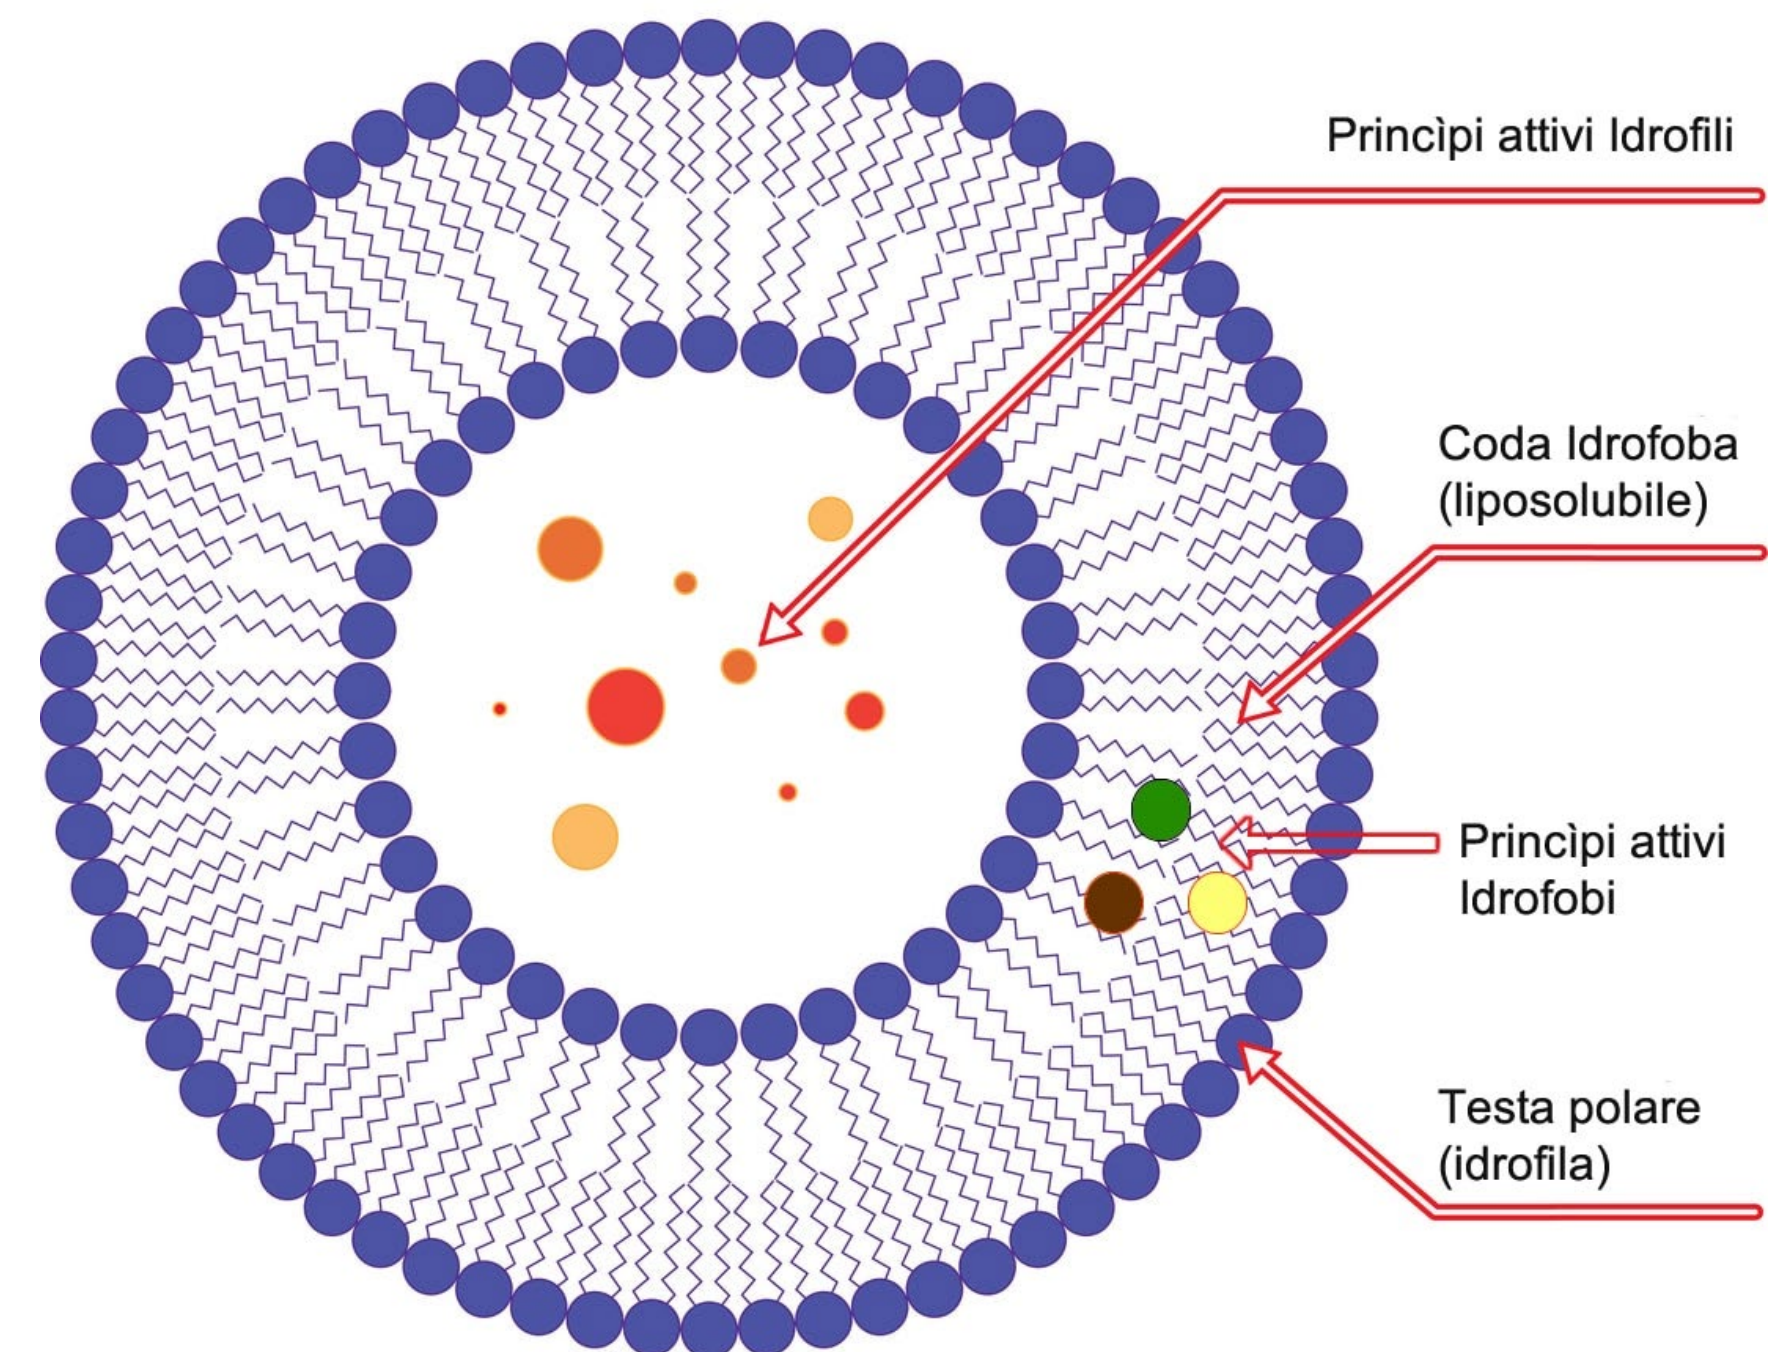 Princìpi attivi Idrofili
Coda Idrofoba
(liposolubile)
Princìpi attivi
Idrofobi
Testa polare
(idrofila)